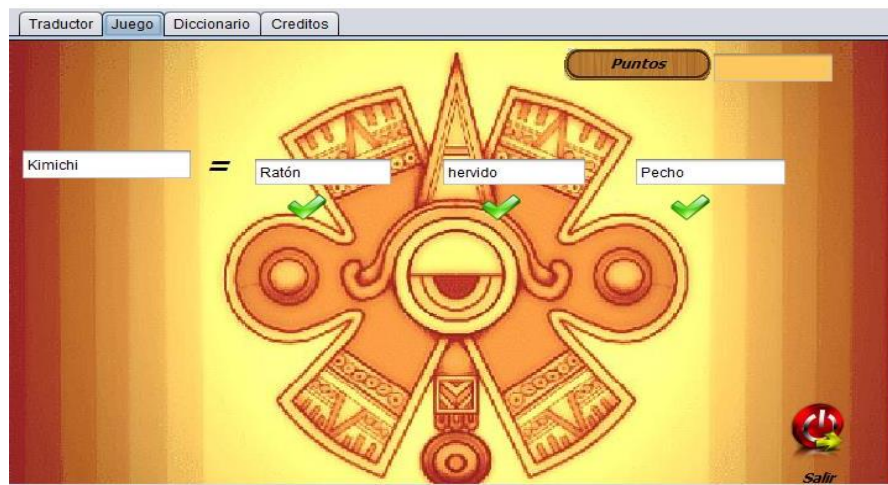 Traductor Juego Diccionario Creditos
Puntos
Kimichi = Ratón hervido Pecho
Salir